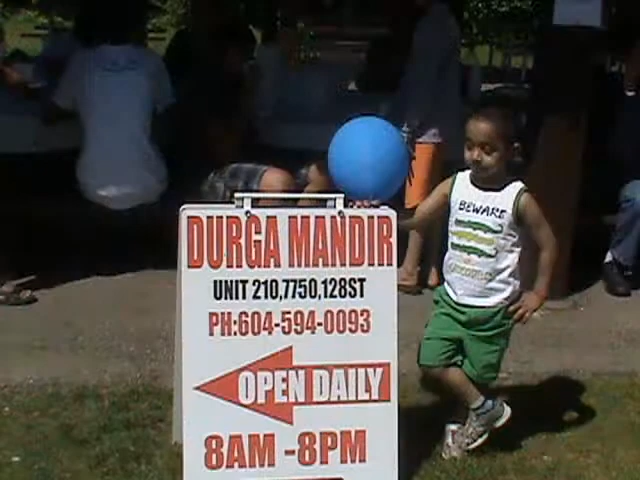 DURGA MANDIR
UNIT 210,7750,128ST
PH:604-594-0093
OPEN DAILY
8AM -8PM
BEWARE